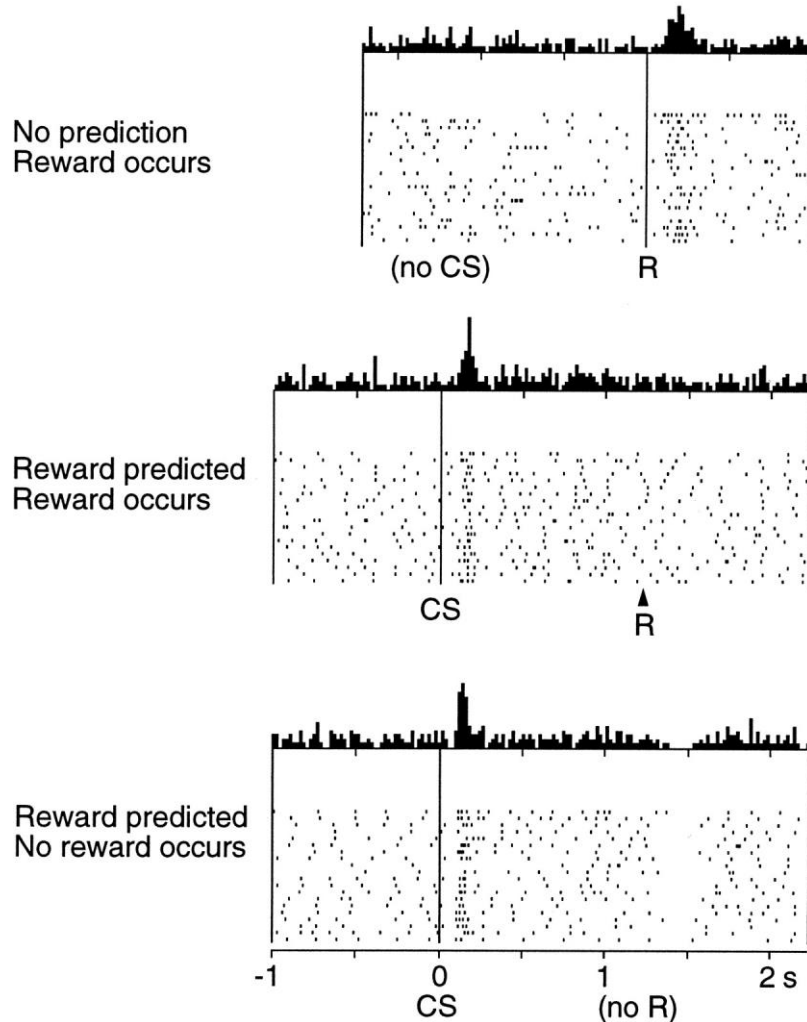 No prediction
Reward occurs
(no CS) R
Reward predicted
Reward occurs
CS
R
Reward predicted
No reward occurs
-1 0 1 2 s
CS (no R)